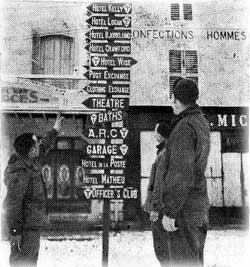 HOTEL KELLY
HOTEL LOGAN
HOTEL BJORKLUND
HOTEL CRAWFORD
HOTEL WISE
POST EXCHANGE
CLOTHING EXCHANGE
THEATRE
BATHS
A.R.C
GARAGE
HOTEL DE LA POSTE
HOTEL MATHIEU
OFFICER'S CLUB
ONFECTIONS HOMMES
MIC